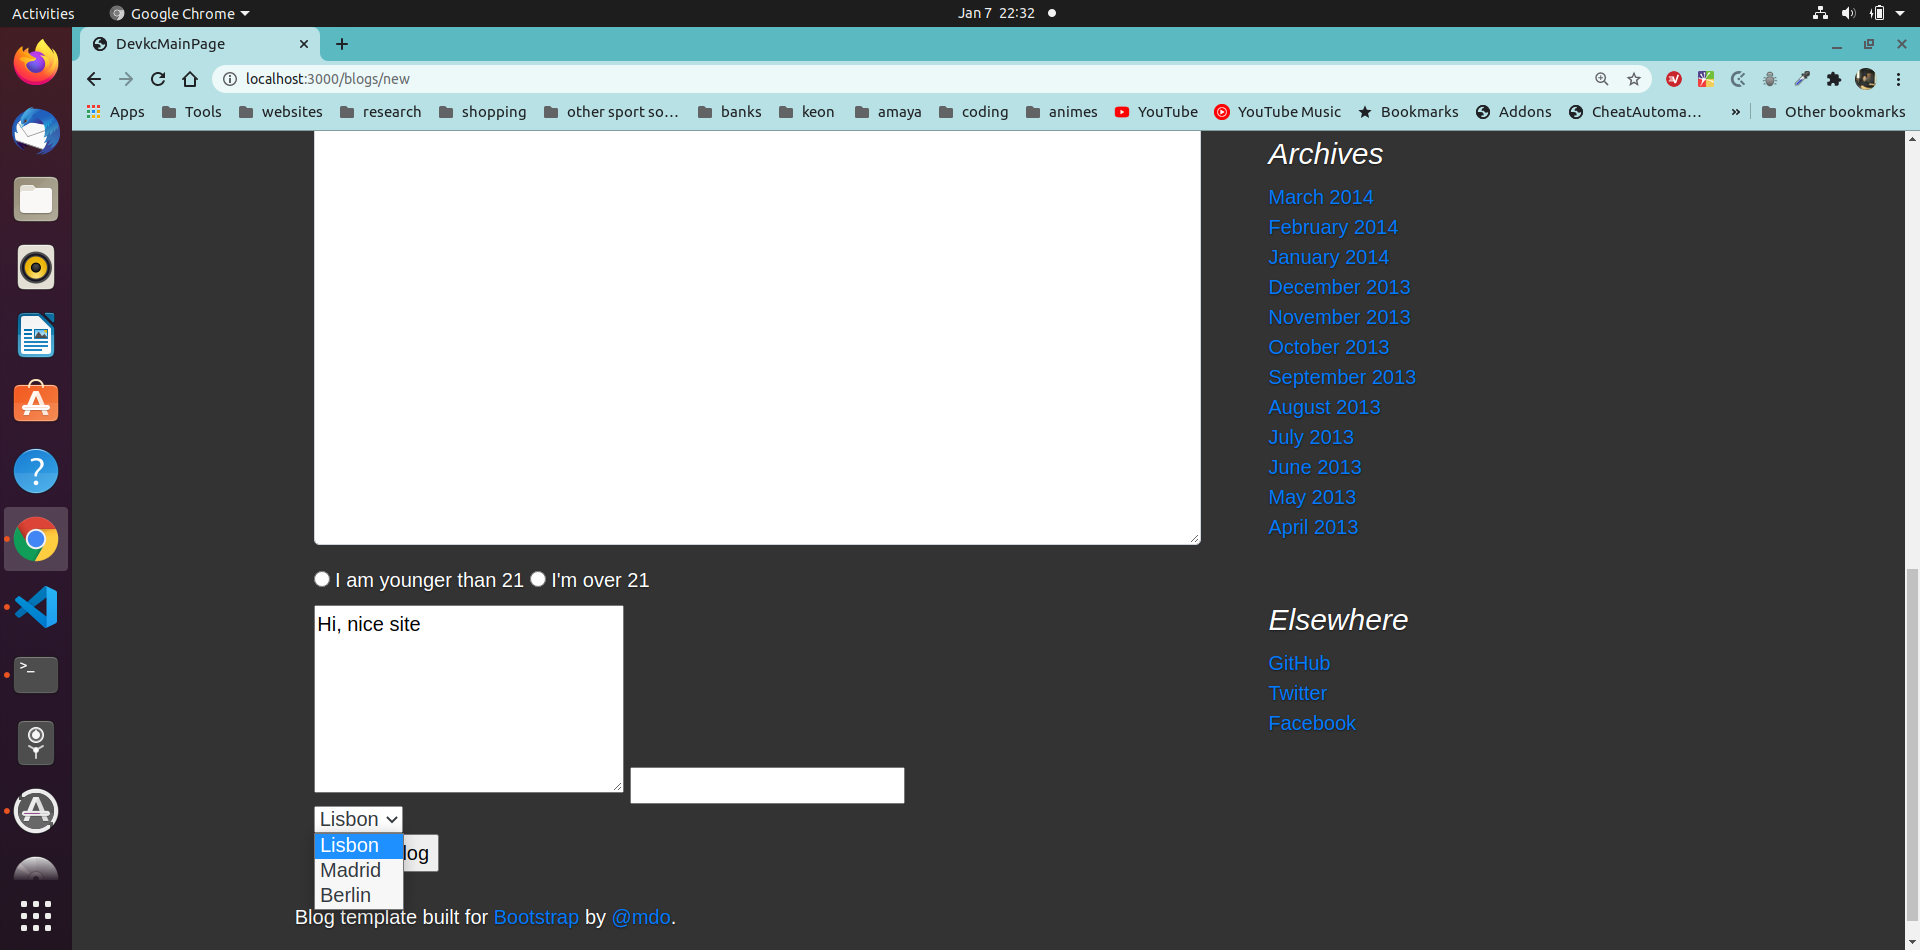 Activities
Google Chrome
Jan 7 22:32
DevkcMainPage
localhost:3000/blogs/new
Apps
Tools
websites
research
shopping
other sport so...
banks
keon
amaya
coding
animes
YouTube
YouTube Music
Bookmarks
Addons
CheatAutoma...
»
Other bookmarks
Archives
March 2014
February 2014
January 2014
December 2013
November 2013
October 2013
September 2013
August 2013
July 2013
June 2013
May 2013
April 2013
I am younger than 21 I'm over 21
Hi, nice site
Elsewhere
GitHub
Twitter
Facebook
Lisbon
Lisbon
log
Madrid
Berlin
Blog template built for Bootstrap by @mdo.